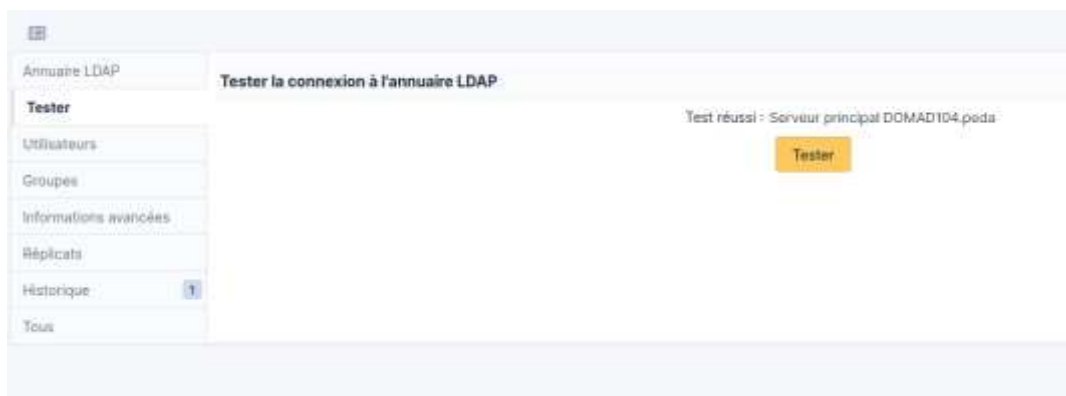 Annuaire LDAP
Tester la connexion à l'annuaire LDAP
Tester
Test réussi : Serveur principal DOMAD104.peda
Utilisateurs
Tester
Groupes
Informations avancées
Réplicats
Historique 1
Tous